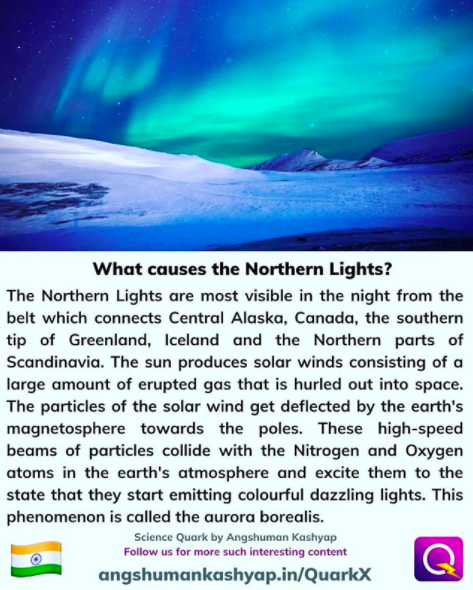 What causes the Northern Lights?
The Northern Lights are most visible in the night from the
belt which connects Central Alaska, Canada, the southern
tip of Greenland, Iceland and the Northern parts of
Scandinavia. The sun produces solar winds consisting of a
large amount of erupted gas that is hurled out into space.
The particles of the solar wind get deflected by the earth's
magnetosphere towards the poles. These high-speed
beams of particles collide with the Nitrogen and Oxygen
atoms in the earth's atmosphere and excite them to the
state that they start emitting colourful dazzling lights. This
phenomenon is called the aurora borealis.
Science Quark by Angshuman Kashyap
Follow us for more such interesting content
angshumankashyap.in/QuarkX